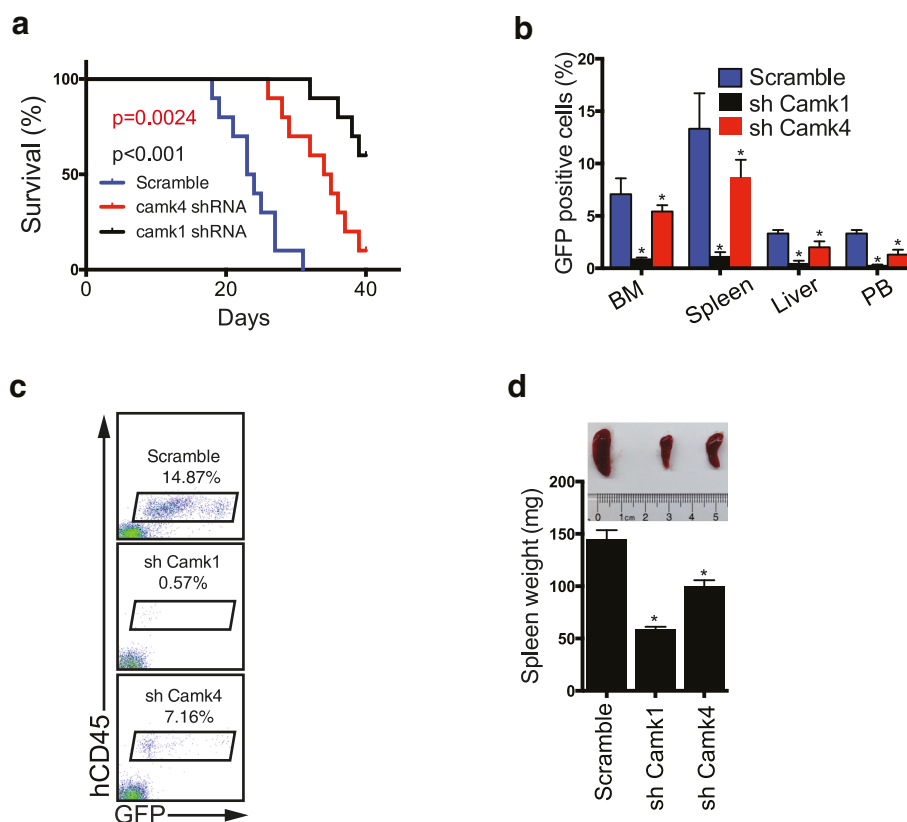 a
Survival (%)
100
50
0
p=0.0024
p<0.001
Scramble
camk4 shRNA
camk1 shRNA
0
20
40
Days
b
GFP positive cells (%)
20
15
10
5
0
Scramble
sh Camk1
sh Camk4
* * * * * * * *
BM
Spleen
Liver
PB
c
hCD45
Scramble
14.87%
sh Camk1
0.57%
sh Camk4
7.16%
GFP
d
Spleen weight (mg)
200
150
100
50
0
0 1cm 2 3 4 5
*
*
Scramble
sh Camk1
sh Camk4